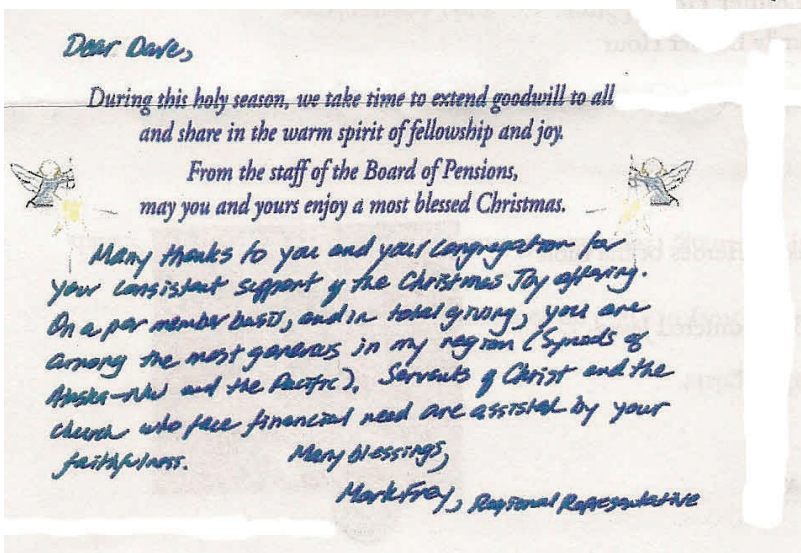 Dear Dave,
During this holy season, we take time to extend goodwill to all
and share in the warm spirit of fellowship and joy.
From the staff of the Board of Pensions,
may you and yours enjoy a most blessed Christmas.
Many thanks to you and your congregation for
your consistent support of the Christmas Joy offering.
On a per member basis, and in total giving, you are
among the most generous in my region (Synods of
Alaska-NW and the Pacific). Servants of Christ and the
church who face financial need are assisted by your
faithfulness.
Many blessings,
Mark Frey, Regional Representative